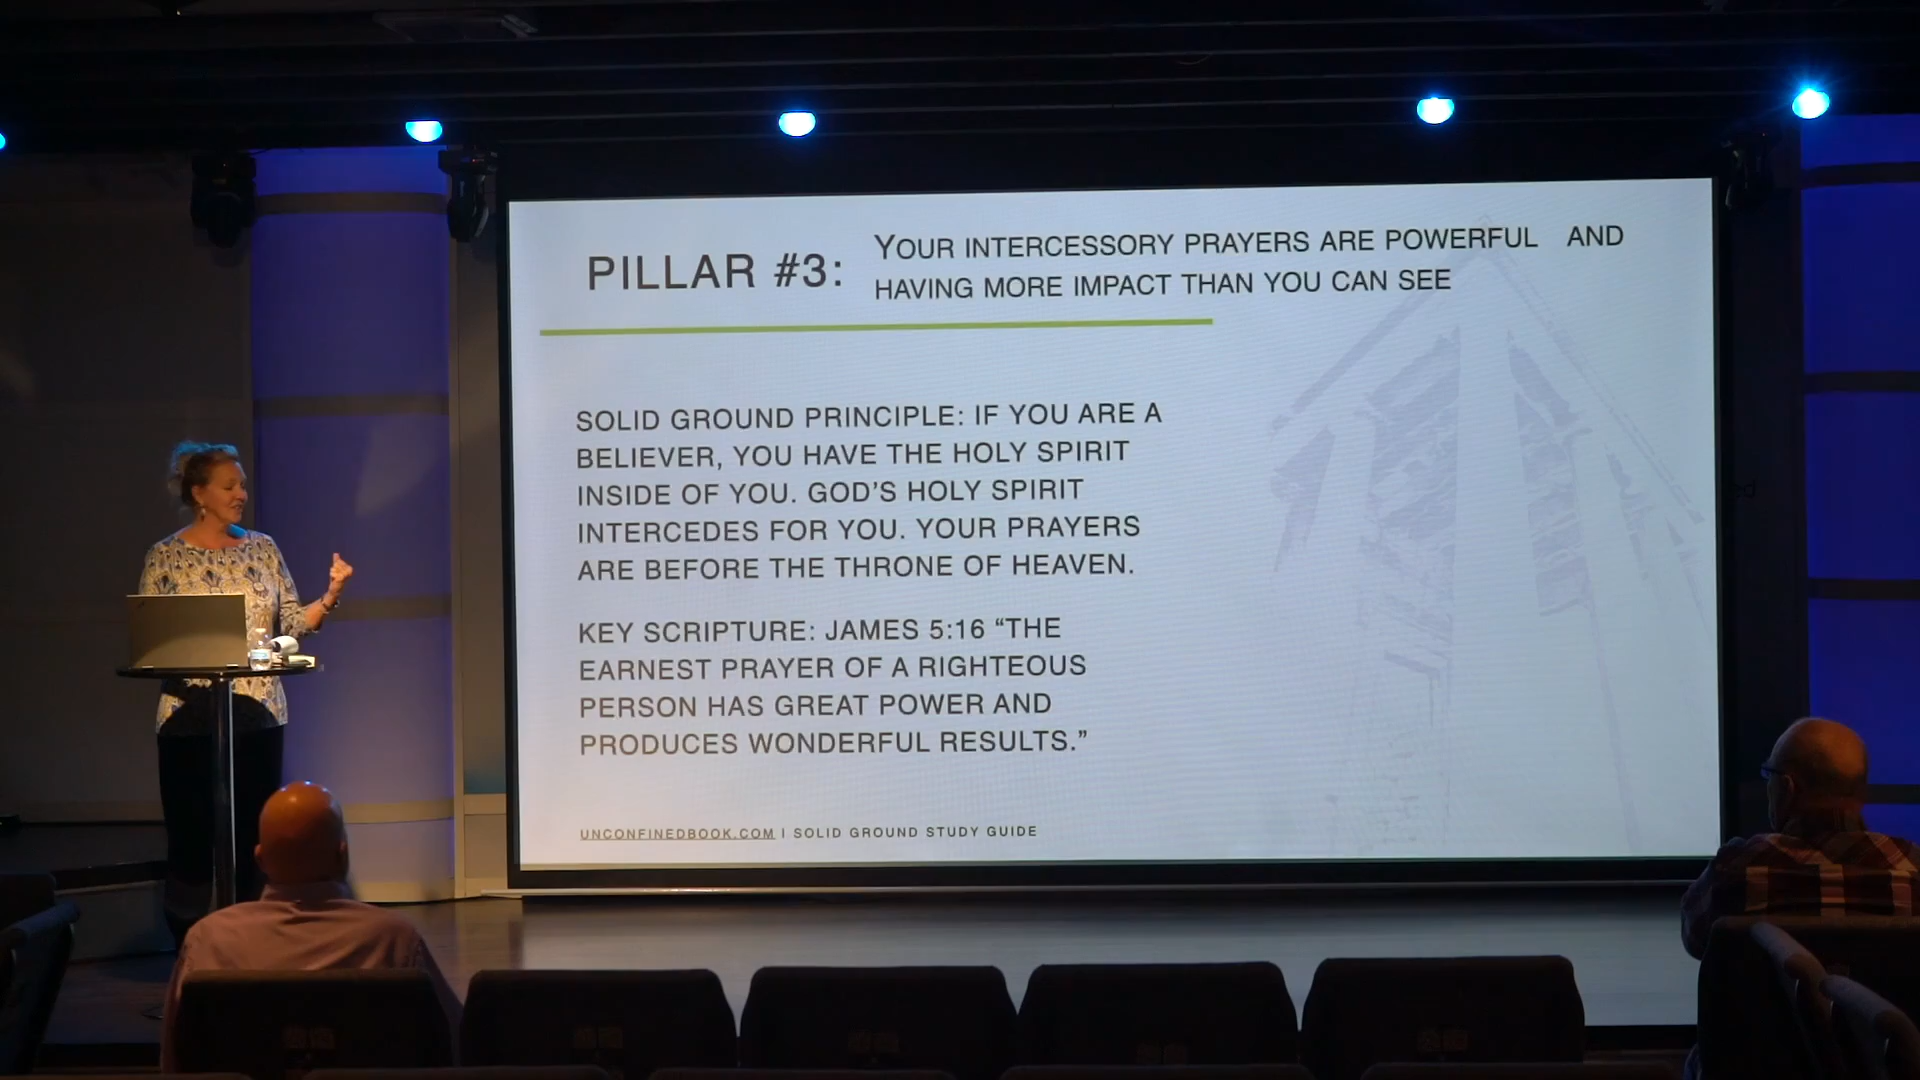 PILLAR #3:
YOUR INTERCESSORY PRAYERS ARE POWERFUL AND
HAVING MORE IMPACT THAN YOU CAN SEE
SOLID GROUND PRINCIPLE: IF YOU ARE A
BELIEVER, YOU HAVE THE HOLY SPIRIT
INSIDE OF YOU. GOD'S HOLY SPIRIT
INTERCEDES FOR YOU. YOUR PRAYERS
ARE BEFORE THE THRONE OF HEAVEN.
KEY SCRIPTURE: JAMES 5:16 “THE
EARNEST PRAYER OF A RIGHTEOUS
PERSON HAS GREAT POWER AND
PRODUCES WONDERFUL RESULTS.”
UNCONFINEDBOOK.COM | SOLID GROUND STUDY GUIDE